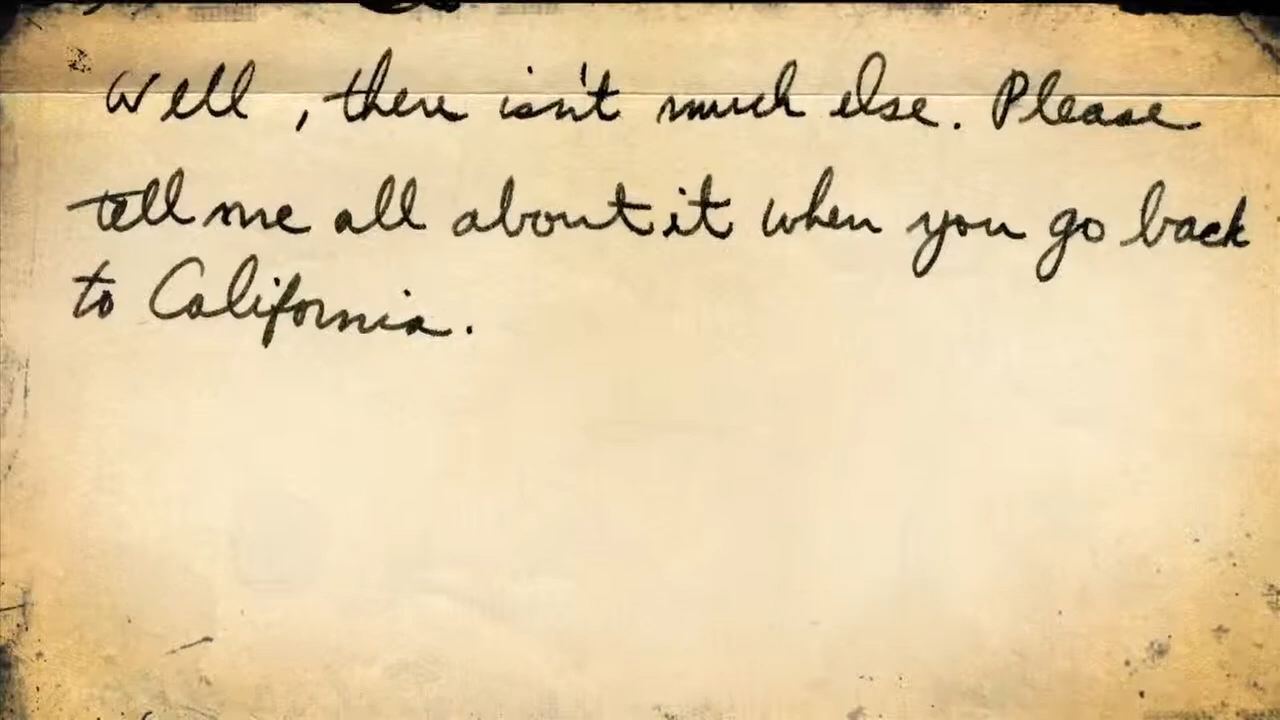 Well, there isn't much else. Please
tell me all about it when you go back
to California.